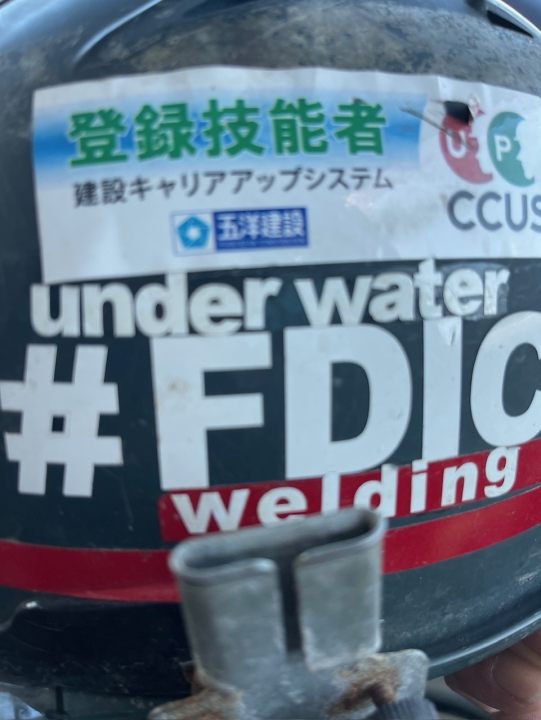 登録技能者
建設キャリアアップシステム
UP
CCUS
五洋建設
under water
#FDIC
welding